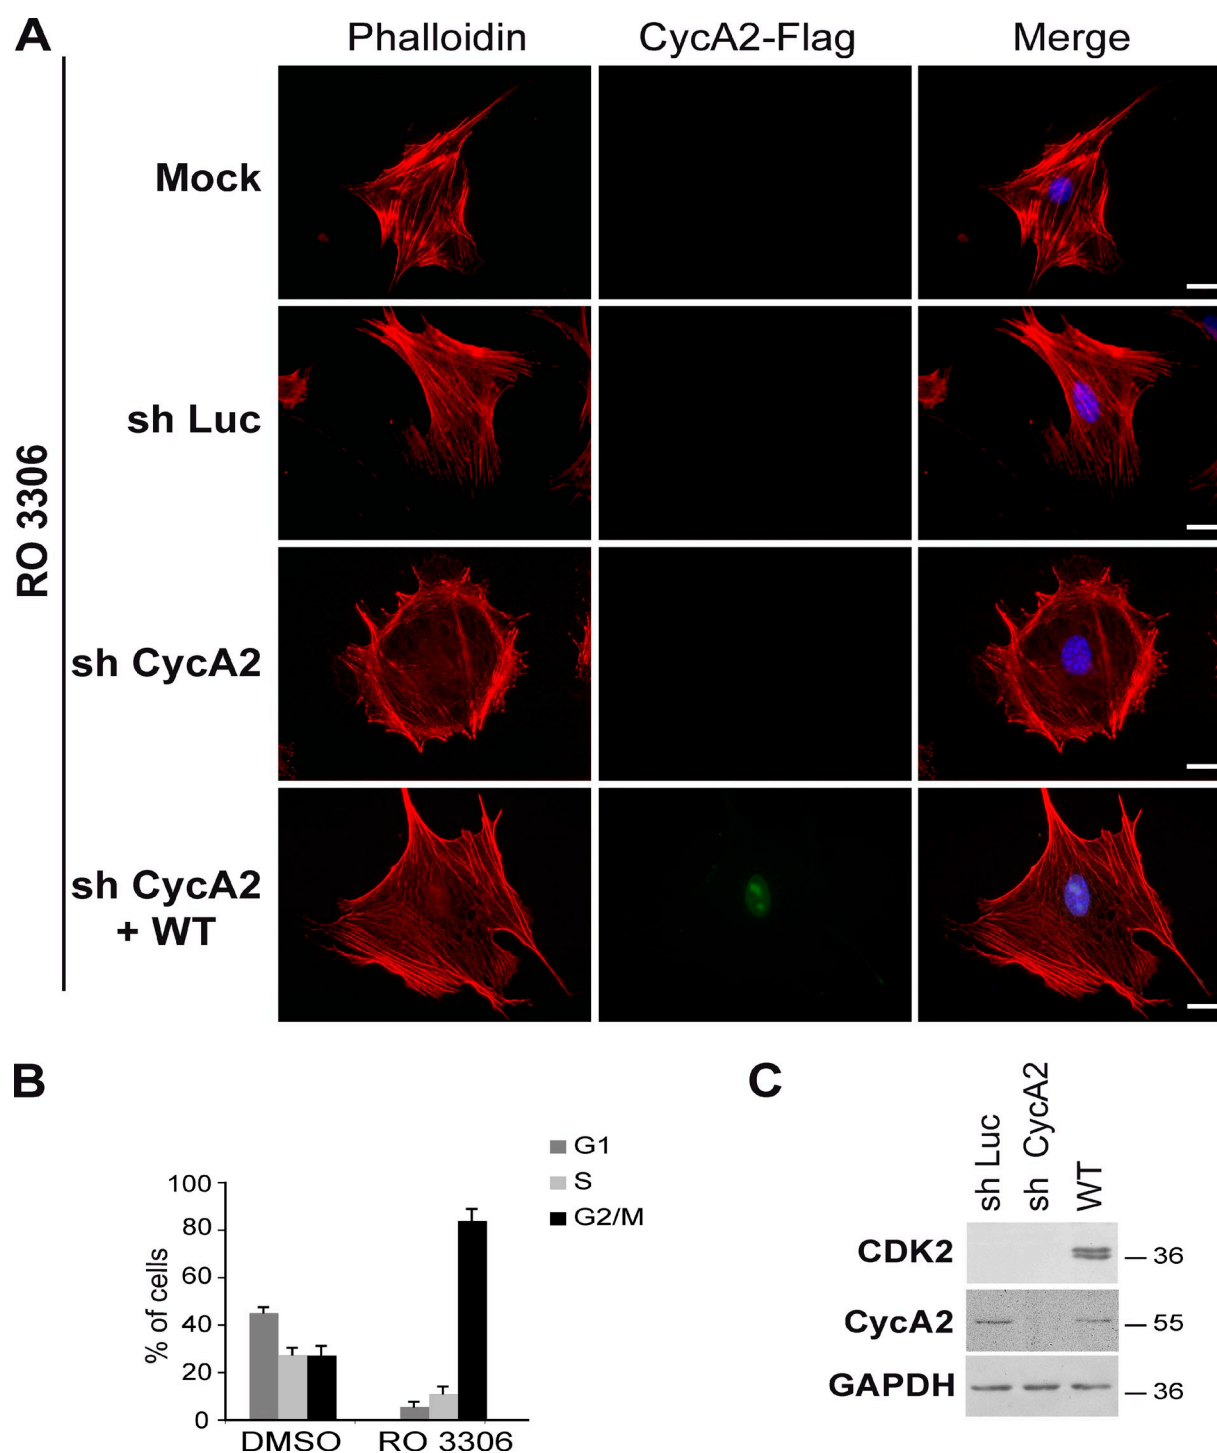 A
Phalloidin CycA2-Flag Merge
RO 3306
Mock
sh Luc
sh CycA2
sh CycA2
+ WT
B
% of cells
100
80
60
40
20
0
DMSO RO 3306
G1
S
G2/M
C
sh Luc
sh CycA2
WT
CDK2 36
CycA2 55
GAPDH 36